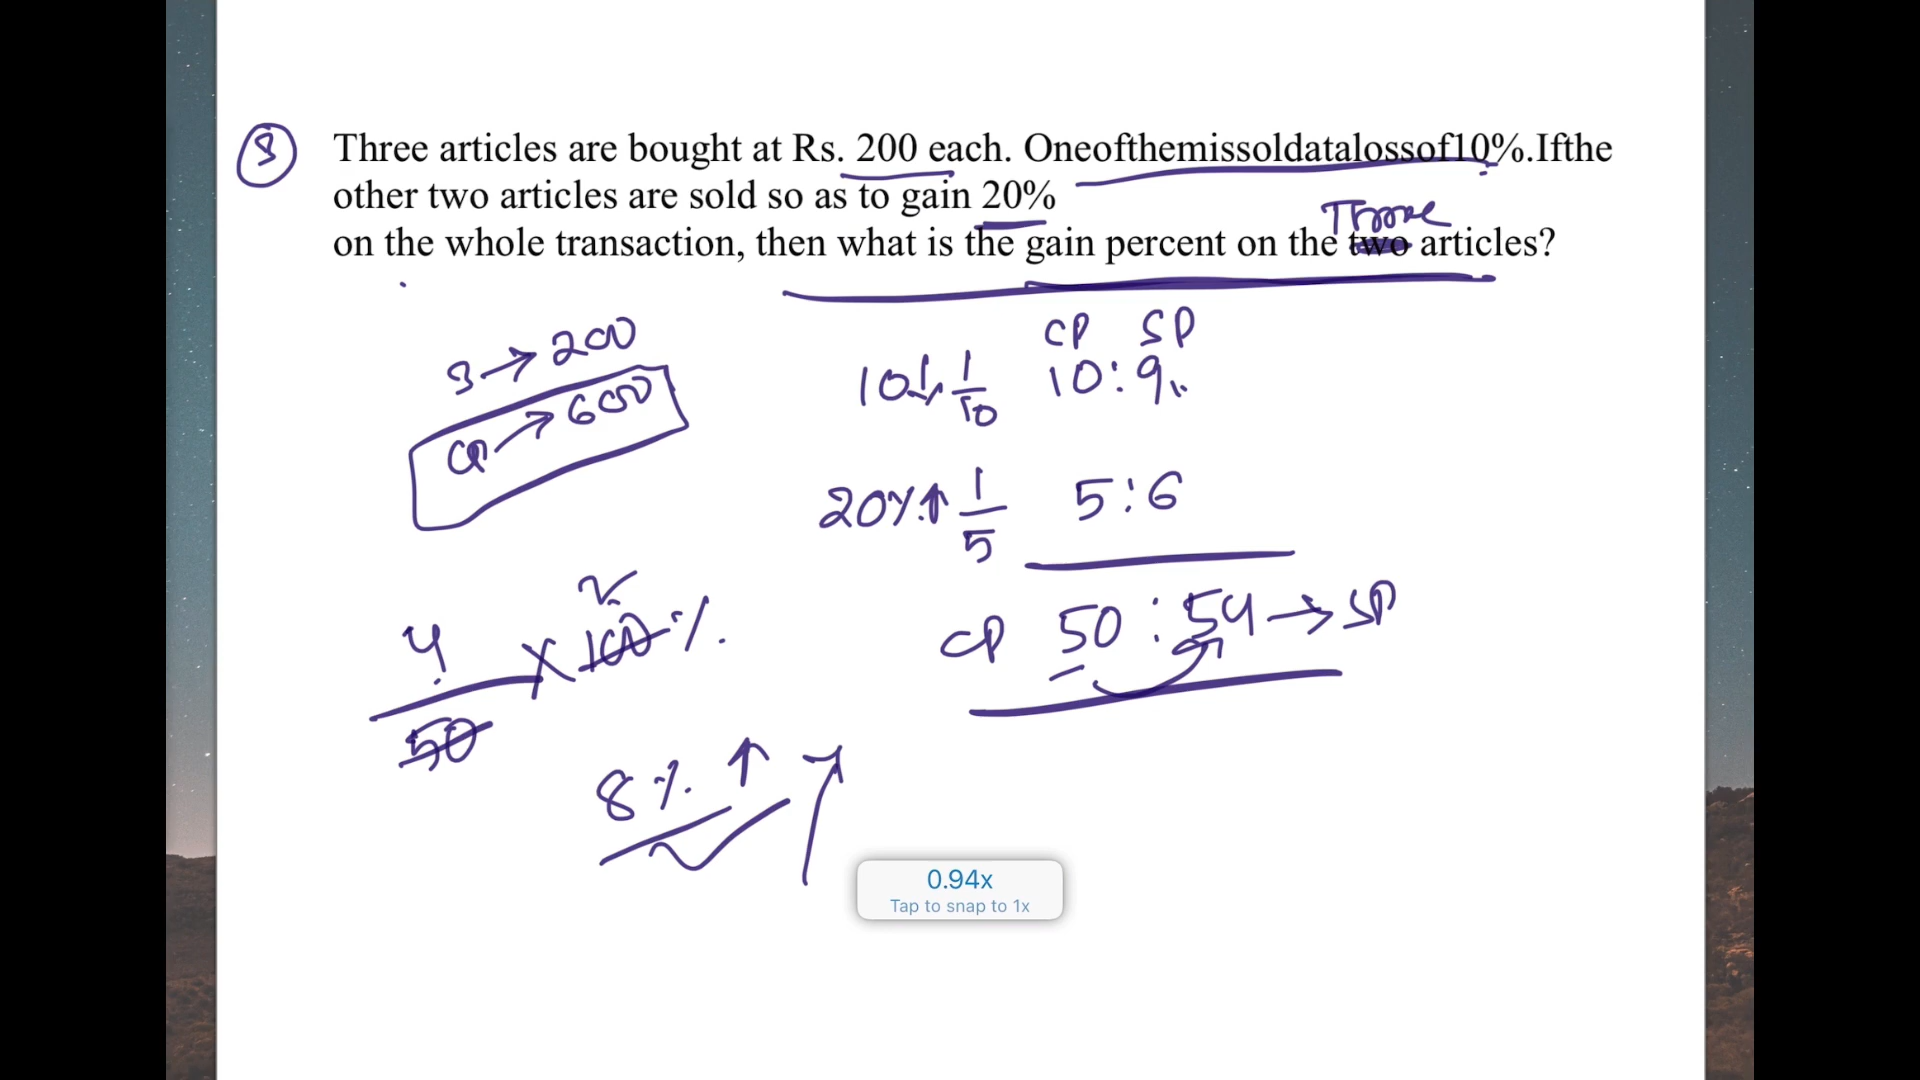 8 Three articles are bought at Rs. 200 each. Oneofthemissoldatalossof10%.Ifthe
other two articles are sold so as to gain 20%
Three
on the whole transaction, then what is the gain percent on the two articles?
3 → 200
CP → 600
CP SP
10% 1/10 10:9
20%↑ 1/5 5:6
CP 50:54 → SP
4/50 × 100%
2
8% ↑
0.94x
Tap to snap to 1x